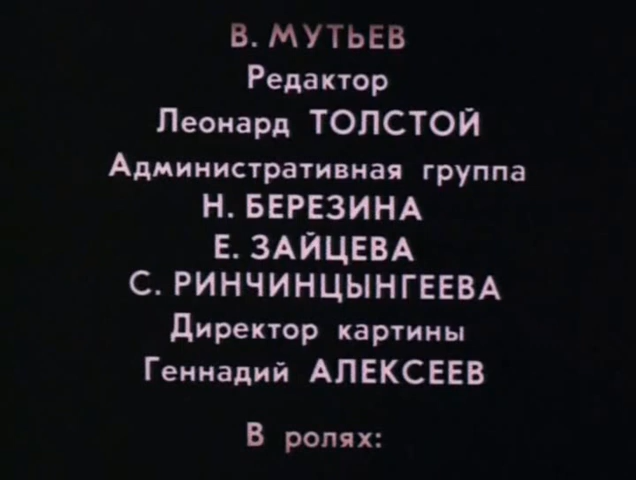 В. МУТЬЕВ
Редактор
Леонард ТОЛСТОЙ
Административная группа
Н. БЕРЕЗИНА
Е. ЗАЙЦЕВА
С. РИНЧИНЦЫНГЕЕВА
Директор картины
Геннадий АЛЕКСЕЕВ
В ролях: